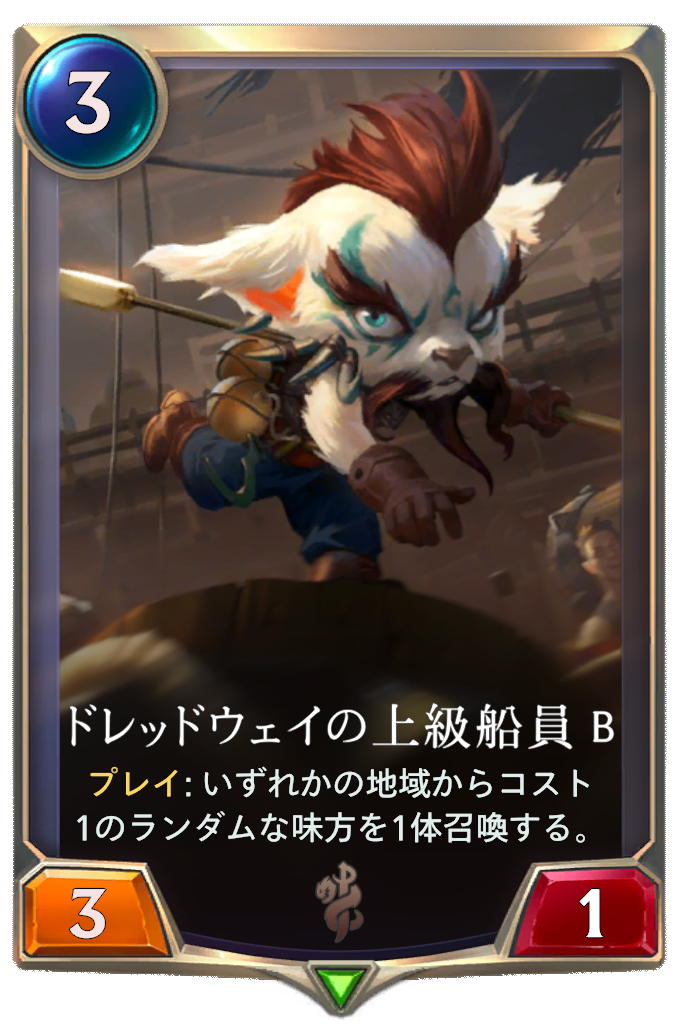 3
ドレッドウェイの上級船員 B
プレイ: いずれかの地域からコスト
1のランダムな味方を1体召喚する。
3
1